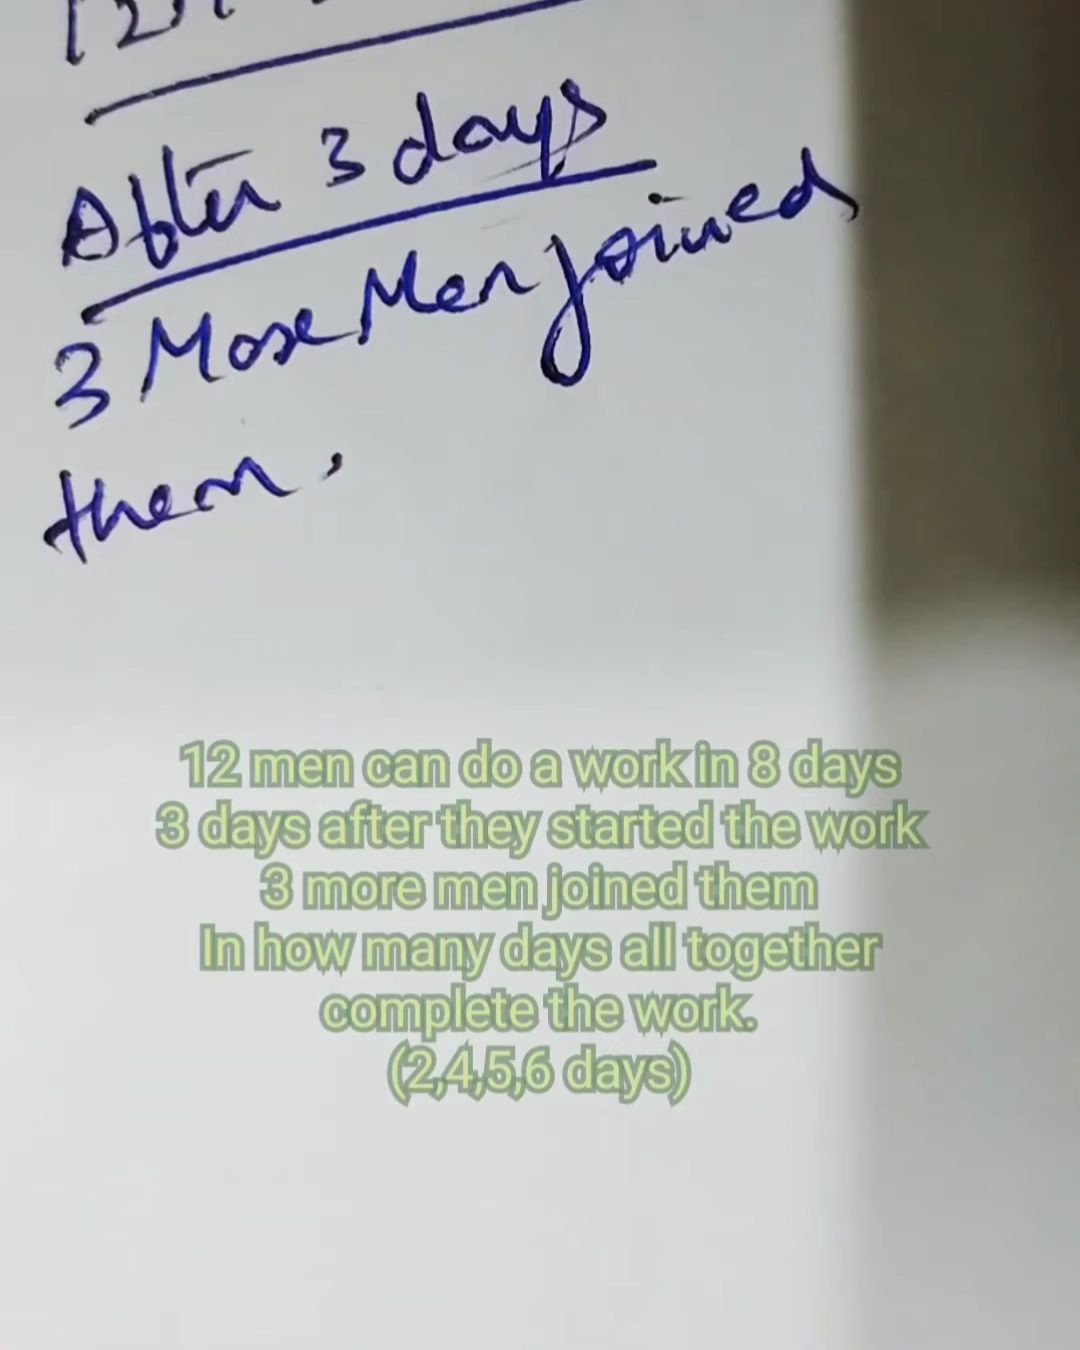 After 3 days
3 More Men joined
them.
12 men can do a work in 8 days
3 days after they started the work
3 more men joined them
In how many days all together
complete the work.
(2,4,5,6 days)